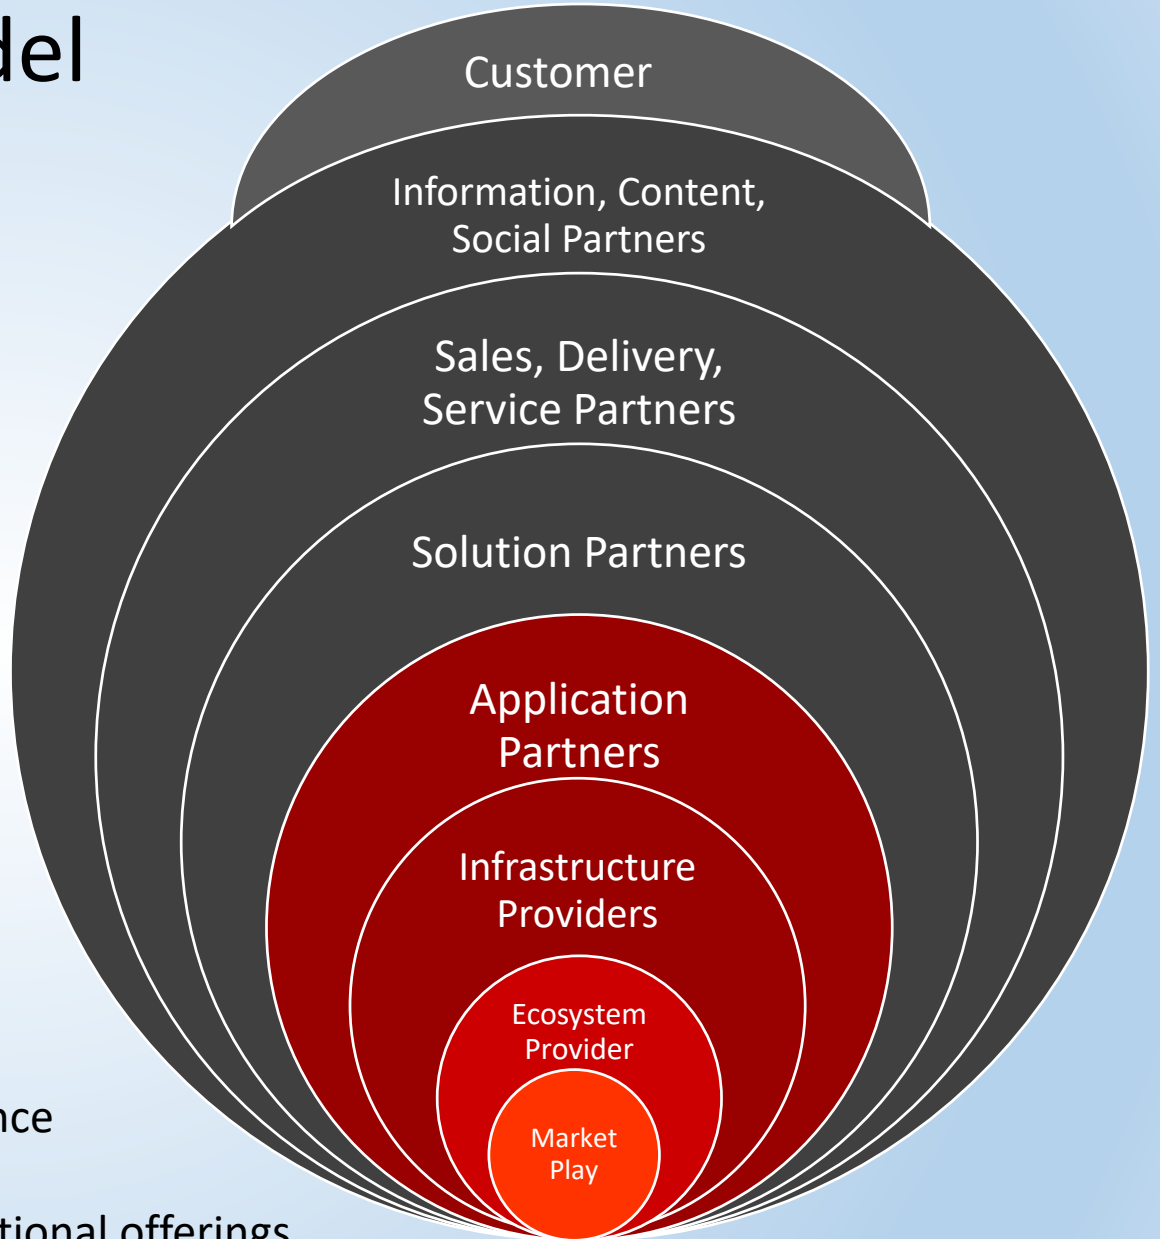 del
Customer
Information, Content,
Social Partners
Sales, Delivery,
Service Partners
Solution Partners
Application
Partners
Infrastructure
Providers
Ecosystem
Provider
Market
Play
nce
tional offerings